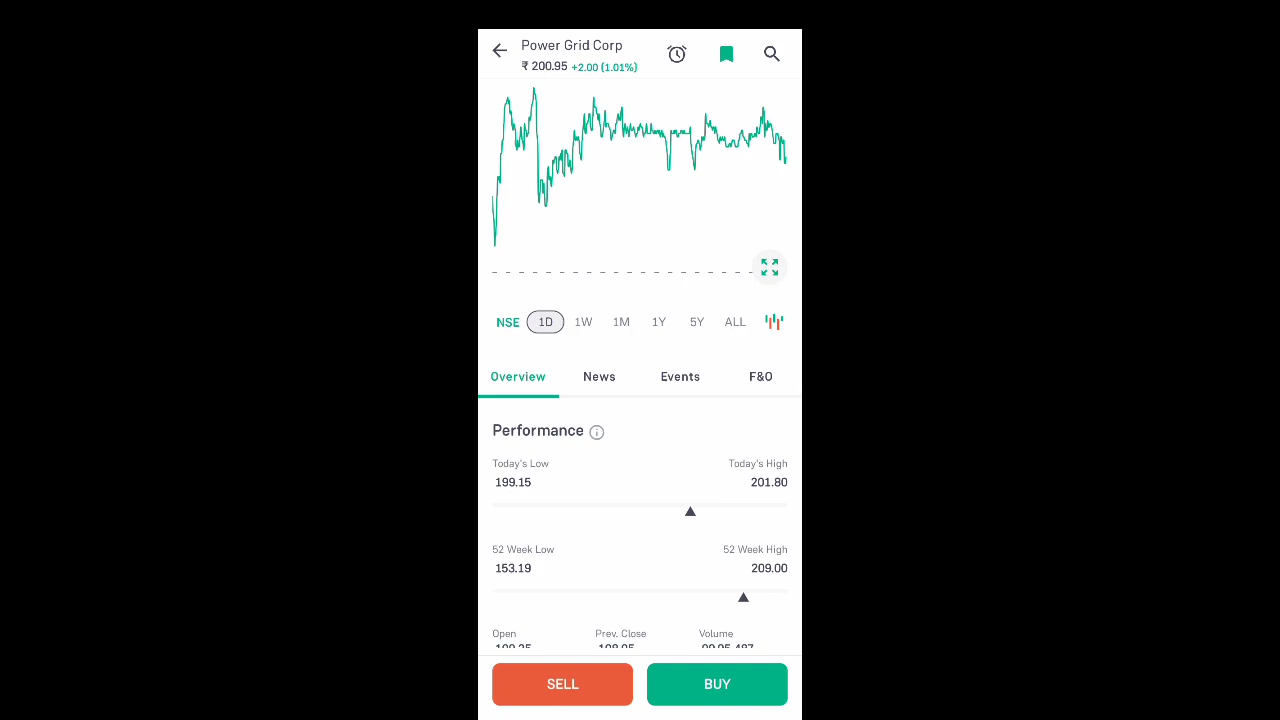 Power Grid Corp
₹ 200.95 +2.00 (1.01%)
NSE 1D 1W 1M 1Y 5Y ALL
Overview News Events F&O
Performance
Today's Low Today's High
199.15 201.80
52 Week Low 52 Week High
153.19 209.00
Open Prev. Close Volume
SELL BUY